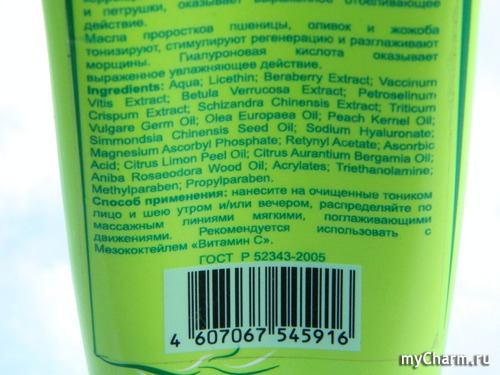 и петрушки, оказывает выраженное отбеливающее
действие.
Масла проростков пшеницы, оливок и жожоба
тонизируют, стимулируют регенерацию и разглаживают
морщины. Гиалуроновая кислота оказывает
выраженное увлажняющее действие.
Ingredients: Aqua; Licethin; Beraberry Extract; Vaccinum
Vitis Extract; Betula Verrucosa Extract; Petroselinum
Crispum Extract; Schizandra Chinensis Extract; Triticum
Vulgare Germ Oil; Olea Europaea Oil; Peach Kernel Oil;
Simmondsia Chinensis Seed Oil; Sodium Hyaluronate;
Magnesium Ascorbyl Phosphate; Retynyl Acetate; Ascorbic
Acid; Citrus Limon Peel Oil; Citrus Aurantium Bergamia Oil;
Aniba Rosaeodora Wood Oil; Acrylates; Triethanolamine;
Methylparaben; Propylparaben.
Способ применения: нанесите на очищенные тоником
лицо и шею утром и/или вечером, распределяйте по
массажным линиями мягкими, поглаживающими
движениями. Рекомендуется использовать с
Мезококтейлем «Витамин С».
ГОСТ Р 52343-2005
4 607067 545916
myCharm.ru